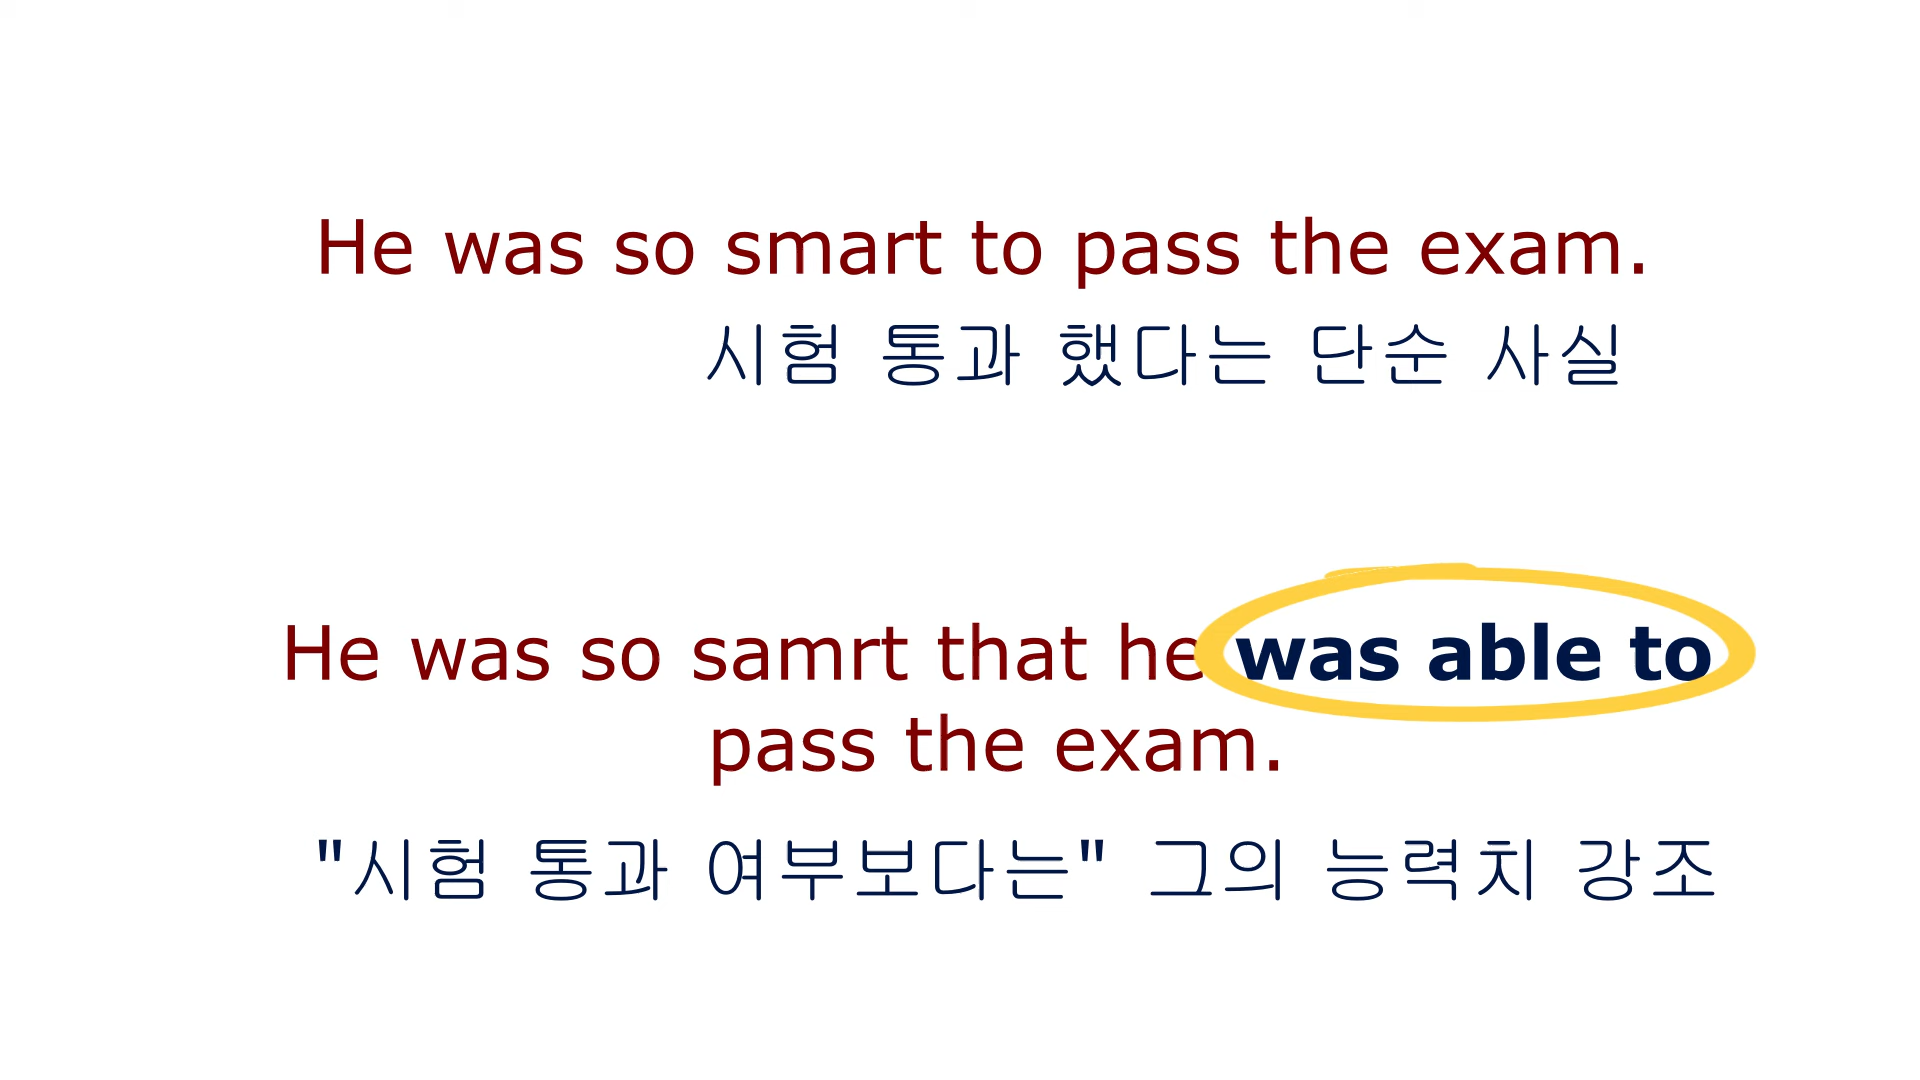 He was so smart to pass the exam.
시험 통과 했다는 단순 사실
He was so samrt that he was able to
pass the exam.
"시험 통과 여부보다는" 그의 능력치 강조